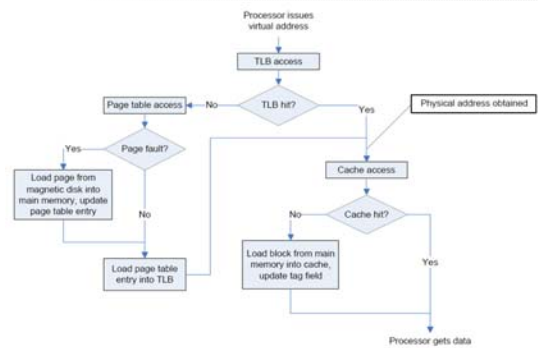 Processor issues
virtual address
TLB access
TLB hit?
No
Yes
Page table access
Physical address obtained
Page fault?
Yes
No
Load page from
magnetic disk into
main memory, update
page table entry
Load page table
entry into TLB
Cache access
Cache hit?
No
Yes
Load block from main
memory into cache,
update tag field
Processor gets data